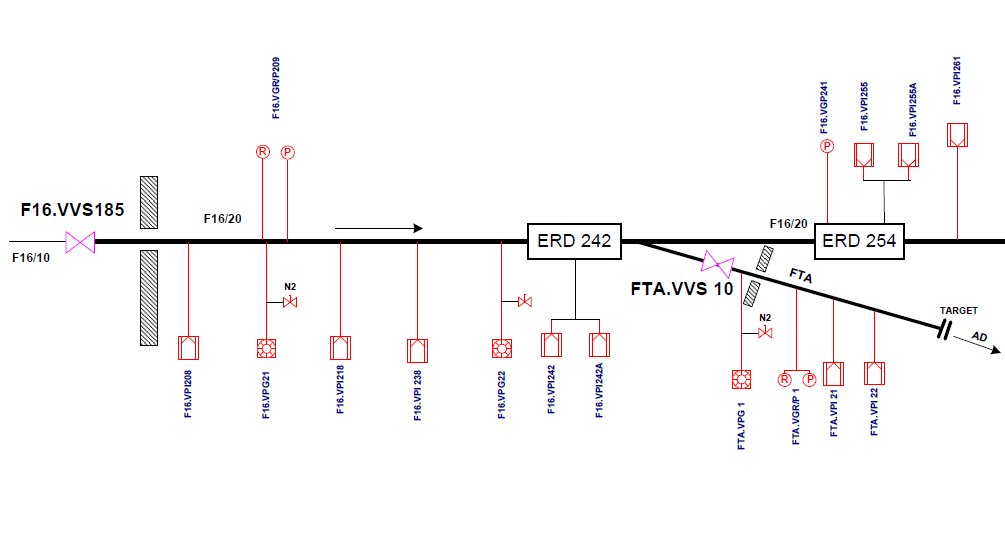 F16.VGR/P209
F16.VGP241
F16.VPI255
F16.VPI255A
F16.VPI261
R
P
P
F16.VVS185
F16/20
F16/20
ERD 242
ERD 254
F16/10
FTA.VVS 10
FTA
N2
N2
TARGET
AD
R
P
F16.VPI208
F16.VPG21
F16.VPI218
F16.VPI 238
F16.VPG22
F16.VPI242
F16.VPI242A
FTA.VPG 1
FTA.VGR/P 1
FTA.VPI 21
FTA.VPI 22